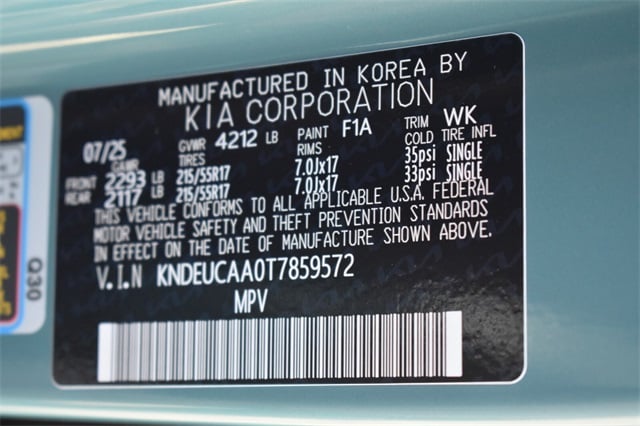 MANUFACTURED IN KOREA BY
KIA CORPORATION
07/25 GVWR 4212 LB PAINT F1A TRIM WK
GAWR TIRES RIMS COLD TIRE INFL
FRONT 2293 LB 215/55R17 7.0Jx17 35psi SINGLE
REAR 2117 LB 215/55R17 7.0Jx17 33psi SINGLE
THIS VEHICLE CONFORMS TO ALL APPLICABLE U.S.A. FEDERAL
MOTOR VEHICLE SAFETY AND THEFT PREVENTION STANDARDS
IN EFFECT ON THE DATE OF MANUFACTURE SHOWN ABOVE.
V.I.N KNDEUCAA0T7859572
MPV
Q30